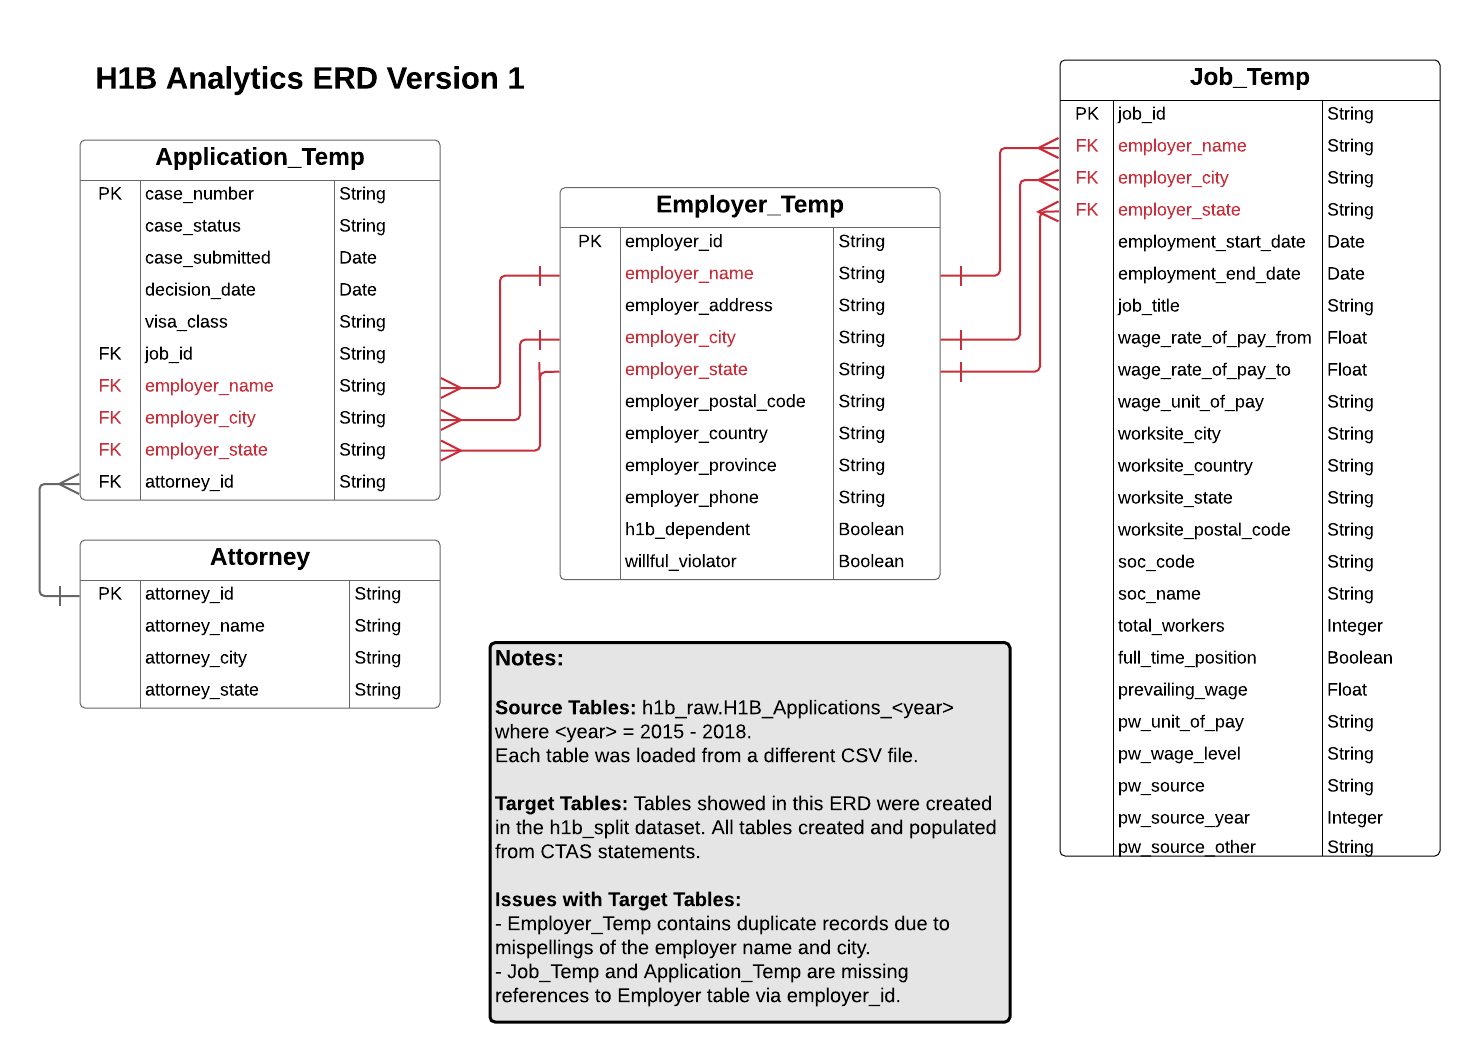 H1B Analytics ERD Version 1
Application_Temp
PK case_number String
case_status String
case_submitted Date
decision_date Date
visa_class String
FK job_id String
FK employer_name String
FK employer_city String
FK employer_state String
FK attorney_id String
Attorney
PK attorney_id String
attorney_name String
attorney_city String
attorney_state String
Employer_Temp
PK employer_id String
employer_name String
employer_address String
employer_city String
employer_state String
employer_postal_code String
employer_country String
employer_province String
employer_phone String
h1b_dependent Boolean
willful_violator Boolean
Job_Temp
PK job_id String
FK employer_name String
FK employer_city String
FK employer_state String
employment_start_date Date
employment_end_date Date
job_title String
wage_rate_of_pay_from Float
wage_rate_of_pay_to Float
wage_unit_of_pay String
worksite_city String
worksite_country String
worksite_state String
worksite_postal_code String
soc_code String
soc_name String
total_workers Integer
full_time_position Boolean
prevailing_wage Float
pw_unit_of_pay String
pw_wage_level String
pw_source String
pw_source_year Integer
pw_source_other String
Notes:
Source Tables: h1b_raw.H1B_Applications_<year>
where <year> = 2015 - 2018.
Each table was loaded from a different CSV file.
Target Tables: Tables showed in this ERD were created
in the h1b_split dataset. All tables created and populated
from CTAS statements.
Issues with Target Tables:
- Employer_Temp contains duplicate records due to
mispellings of the employer name and city.
- Job_Temp and Application_Temp are missing
references to Employer table via employer_id.